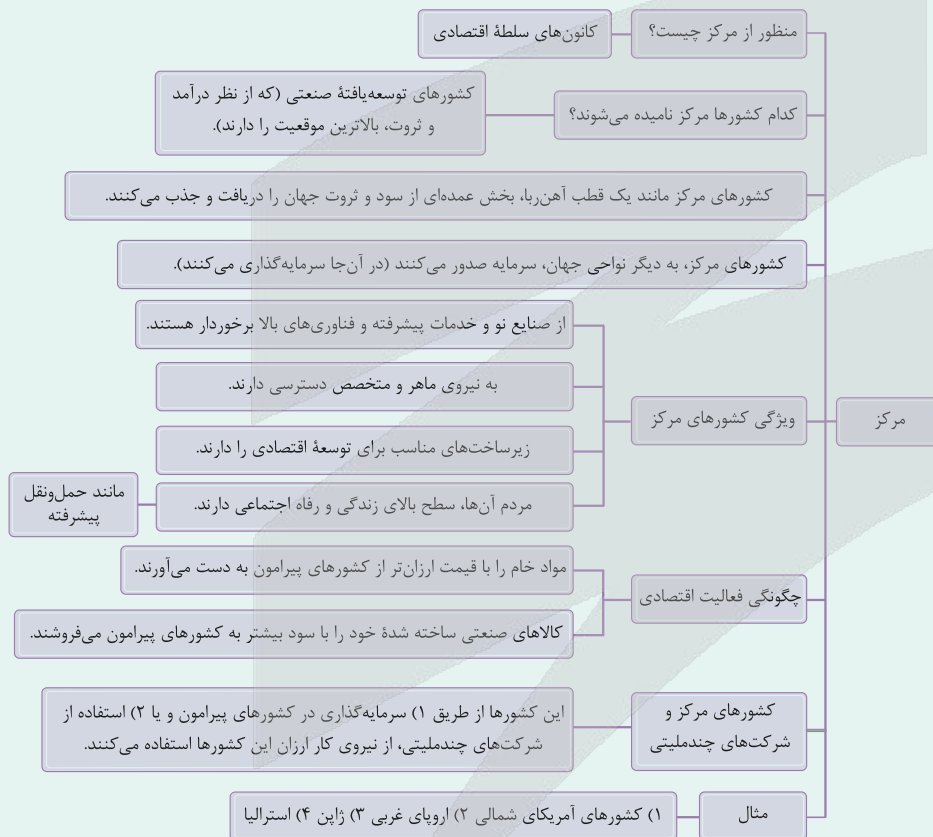 مرکز
منظور از مرکز چیست؟
کانون‌های سلطهٔ اقتصادی
کدام کشورها مرکز نامیده می‌شوند؟
کشورهای توسعه‌یافتهٔ صنعتی (که از نظر درآمد
و ثروت، بالاترین موقعیت را دارند).
کشورهای مرکز مانند یک قطب آهن‌ربا، بخش عمده‌ای از سود و ثروت جهان را دریافت و جذب می‌کنند.
کشورهای مرکز، به دیگر نواحی جهان، سرمایه صدور می‌کنند (در آن‌جا سرمایه‌گذاری می‌کنند).
ویژگی کشورهای مرکز
از صنایع نو و خدمات پیشرفته و فناوری‌های بالا برخوردار هستند.
به نیروی ماهر و متخصص دسترسی دارند.
زیرساخت‌های مناسب برای توسعهٔ اقتصادی را دارند.
مردم آن‌ها، سطح بالای زندگی و رفاه اجتماعی دارند.
مانند حمل‌ونقل
پیشرفته
چگونگی فعالیت اقتصادی
مواد خام را با قیمت ارزان‌تر از کشورهای پیرامون به دست می‌آورند.
کالاهای صنعتی ساخته شدهٔ خود را با سود بیشتر به کشورهای پیرامون می‌فروشند.
کشورهای مرکز و
شرکت‌های چندملیتی
این کشورها از طریق ۱) سرمایه‌گذاری در کشورهای پیرامون و یا ۲) استفاده از
شرکت‌های چندملیتی، از نیروی کار ارزان این کشورها استفاده می‌کنند.
مثال
۱) کشورهای آمریکای شمالی ۲) اروپای غربی ۳) ژاپن ۴) استرالیا